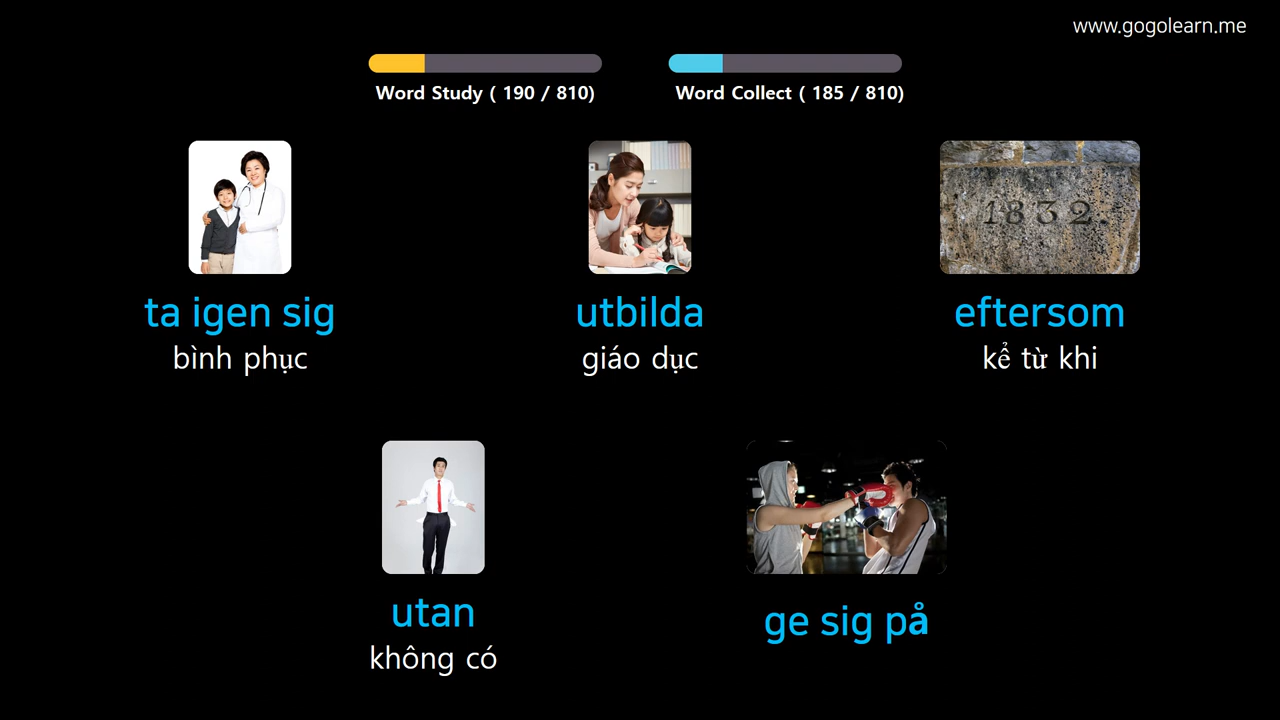 www.gogolearn.me
Word Study ( 190 / 810)
Word Collect ( 185 / 810)
1832.
ta igen sig
bình phục
utbilda
giáo dục
eftersom
kể từ khi
utan
không có
ge sig på